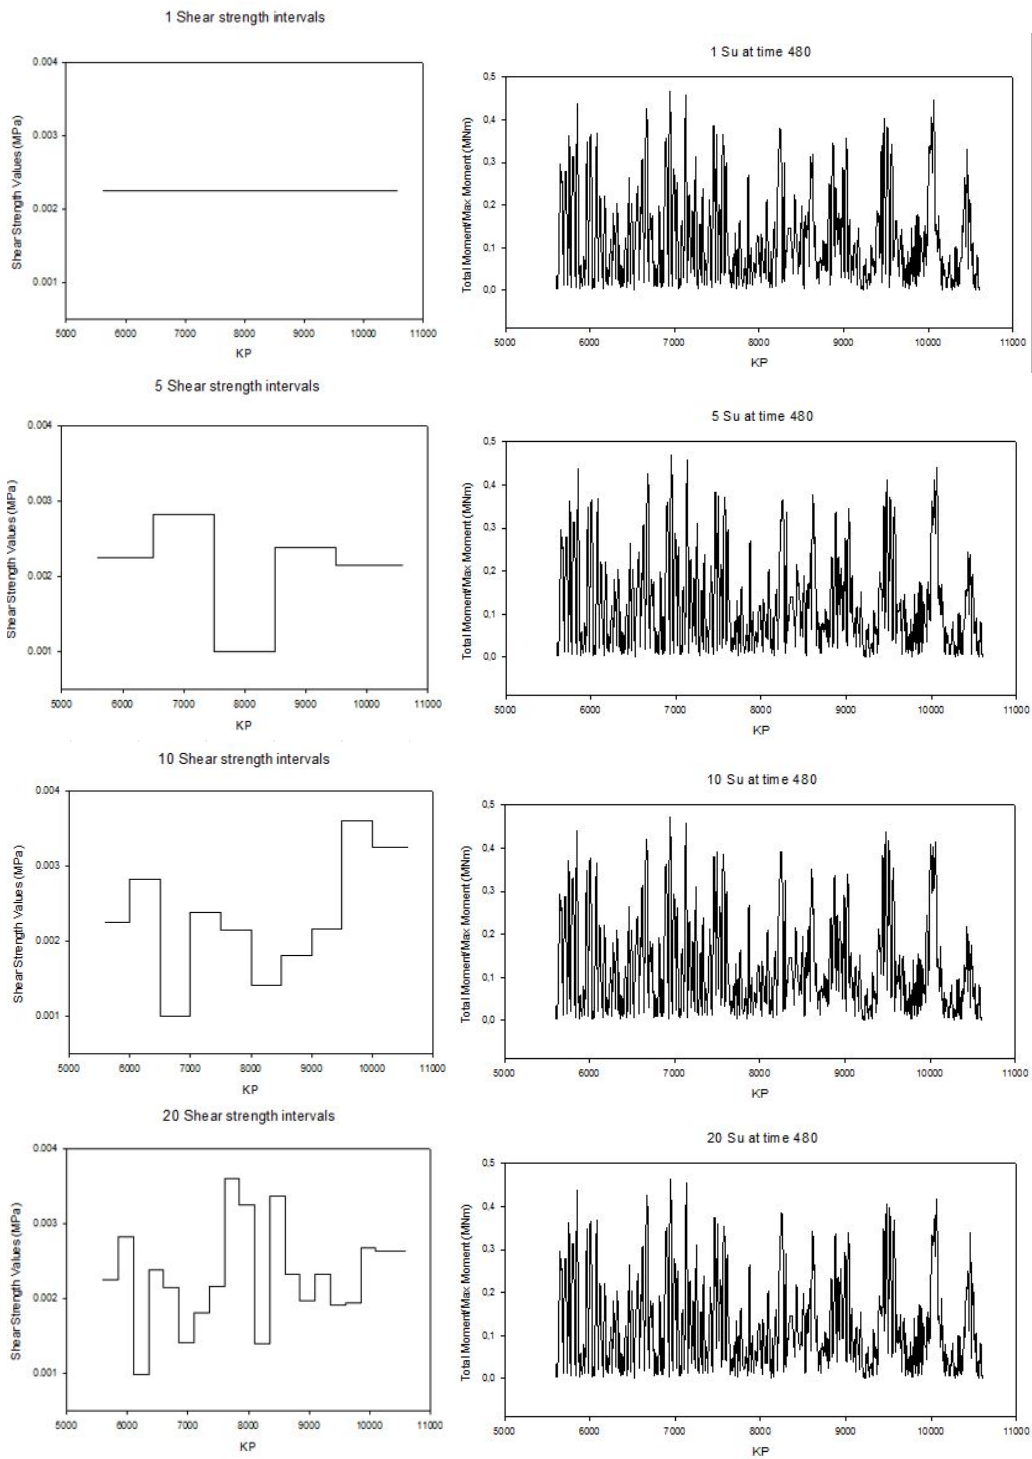 1 Shear strength intervals
Shear Strength Values (MPa)
0.004
0.003
0.002
0.001
5000 6000 7000 8000 9000 10000 11000
KP
1 Su at time 480
Total Moment/Max Moment (MNm)
0,5
0,4
0,3
0,2
0,1
0,0
5000 6000 7000 8000 9000 10000 11000
KP
5 Shear strength intervals
Shear Strength Values (MPa)
0.004
0.003
0.002
0.001
5000 6000 7000 8000 9000 10000 11000
KP
5 Su at time 480
Total Moment/Max Moment (MNm)
0,5
0,4
0,3
0,2
0,1
0,0
5000 6000 7000 8000 9000 10000 11000
KP
10 Shear strength intervals
Shear Strength Values (MPa)
0.004
0.003
0.002
0.001
5000 6000 7000 8000 9000 10000 11000
KP
10 Su at time 480
Total Moment/Max Moment (MNm)
0,5
0,4
0,3
0,2
0,1
0,0
5000 6000 7000 8000 9000 10000 11000
KP
20 Shear strength intervals
Shear Strength Values (MPa)
0.004
0.003
0.002
0.001
5000 6000 7000 8000 9000 10000 11000
KP
20 Su at time 480
Total Moment/Max Moment (MNm)
0,5
0,4
0,3
0,2
0,1
0,0
5000 6000 7000 8000 9000 10000 11000
KP